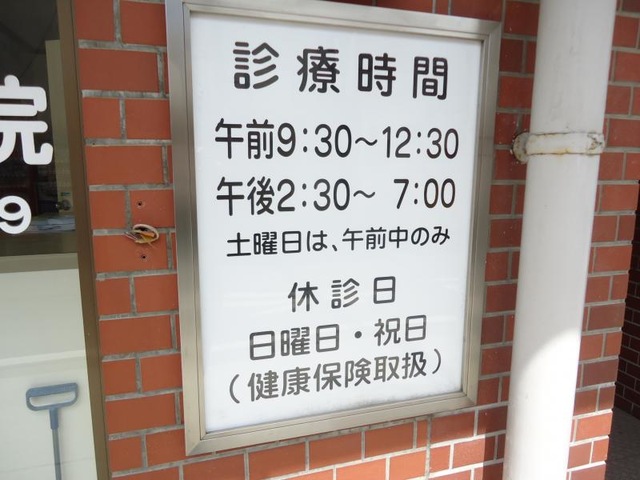 診療時間
午前9:30〜12:30
午後2:30〜 7:00
土曜日は、午前中のみ
休診日
日曜日・祝日
(健康保険取扱)
院
9